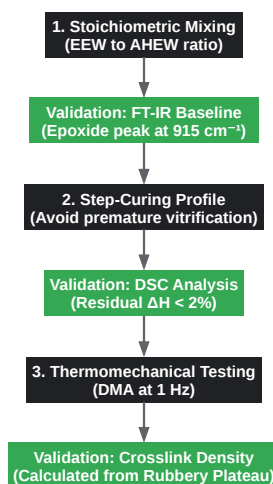 1. Stoichiometric Mixing
(EEW to AHEW ratio)
Validation: FT-IR Baseline
(Epoxide peak at 915 cm⁻¹)
2. Step-Curing Profile
(Avoid premature vitrification)
Validation: DSC Analysis
(Residual ΔH < 2%)
3. Thermomechanical Testing
(DMA at 1 Hz)
Validation: Crosslink Density
(Calculated from Rubbery Plateau)